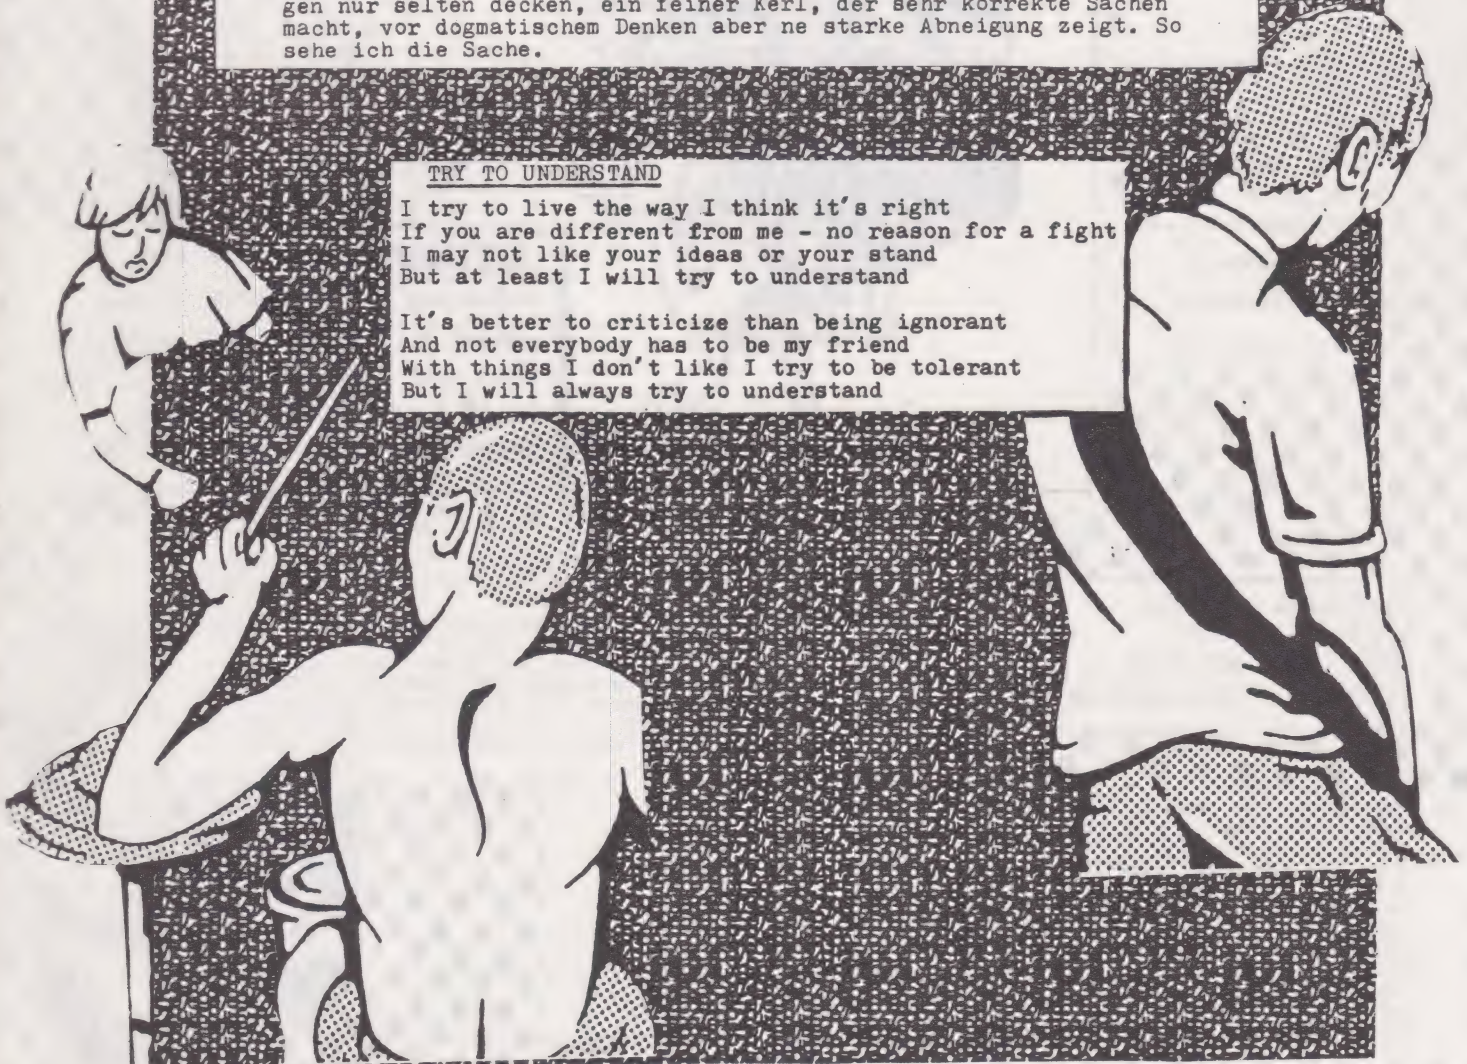 gen nur selten decken, ein feiner Kerl, der sehr korrekte Sachen
macht, vor dogmatischem Denken aber ne starke Abneigung zeigt. So
sehe ich die Sache.
TRY TO UNDERSTAND
I try to live the way I think it's right
If you are different from me - no reason for a fight
I may not like your ideas or your stand
But at least I will try to understand
It's better to criticize than being ignorant
And not everybody has to be my friend
With things I don't like I try to be tolerant
But I will always try to understand